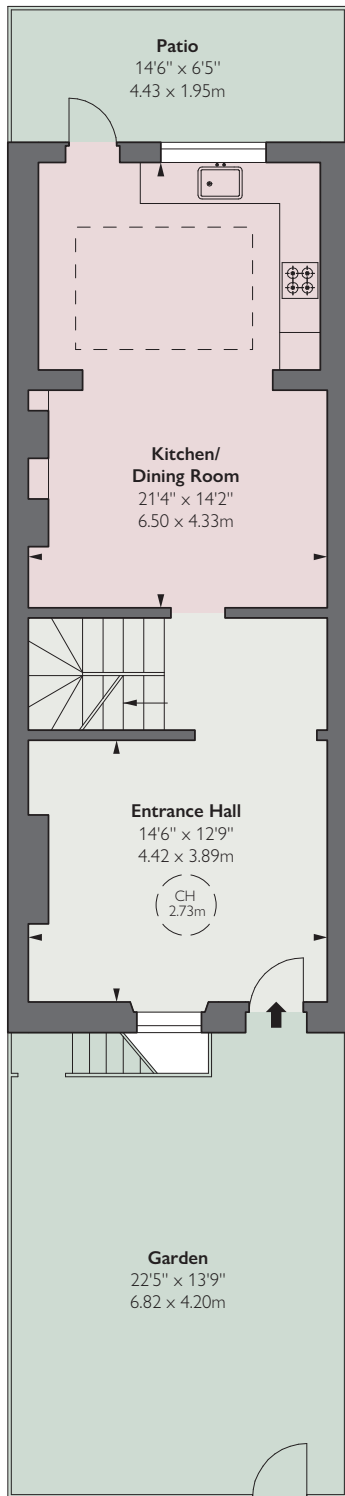 Patio
14'6" x 6'5"
4.43 x 1.95m
Kitchen/
Dining Room
21'4" x 14'2"
6.50 x 4.33m
Entrance Hall
14'6" x 12'9"
4.42 x 3.89m
CH
2.73m
Garden
22'5" x 13'9"
6.82 x 4.20m